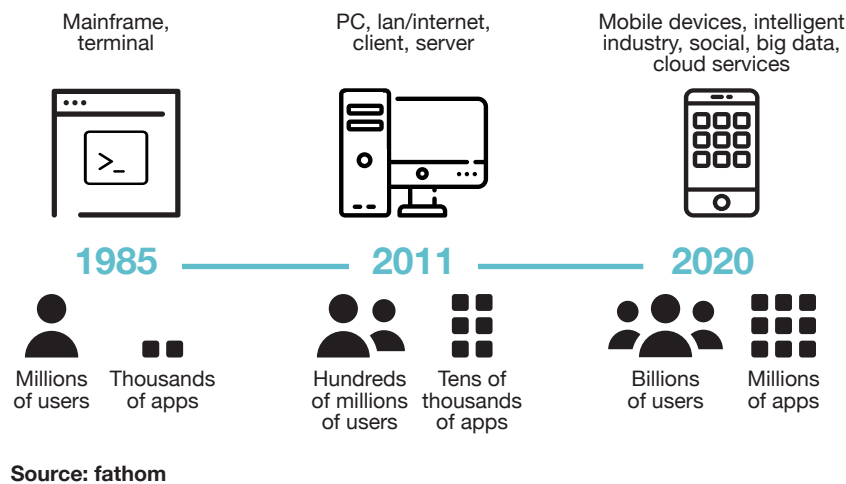 Mainframe,
terminal
PC, lan/internet,
client, server
Mobile devices, intelligent
industry, social, big data,
cloud services
>_
1985
2011
2020
Millions
of users
Thousands
of apps
Hundreds
of millions
of users
Tens of
thousands
of apps
Billions
of users
Millions
of apps
Source: fathom